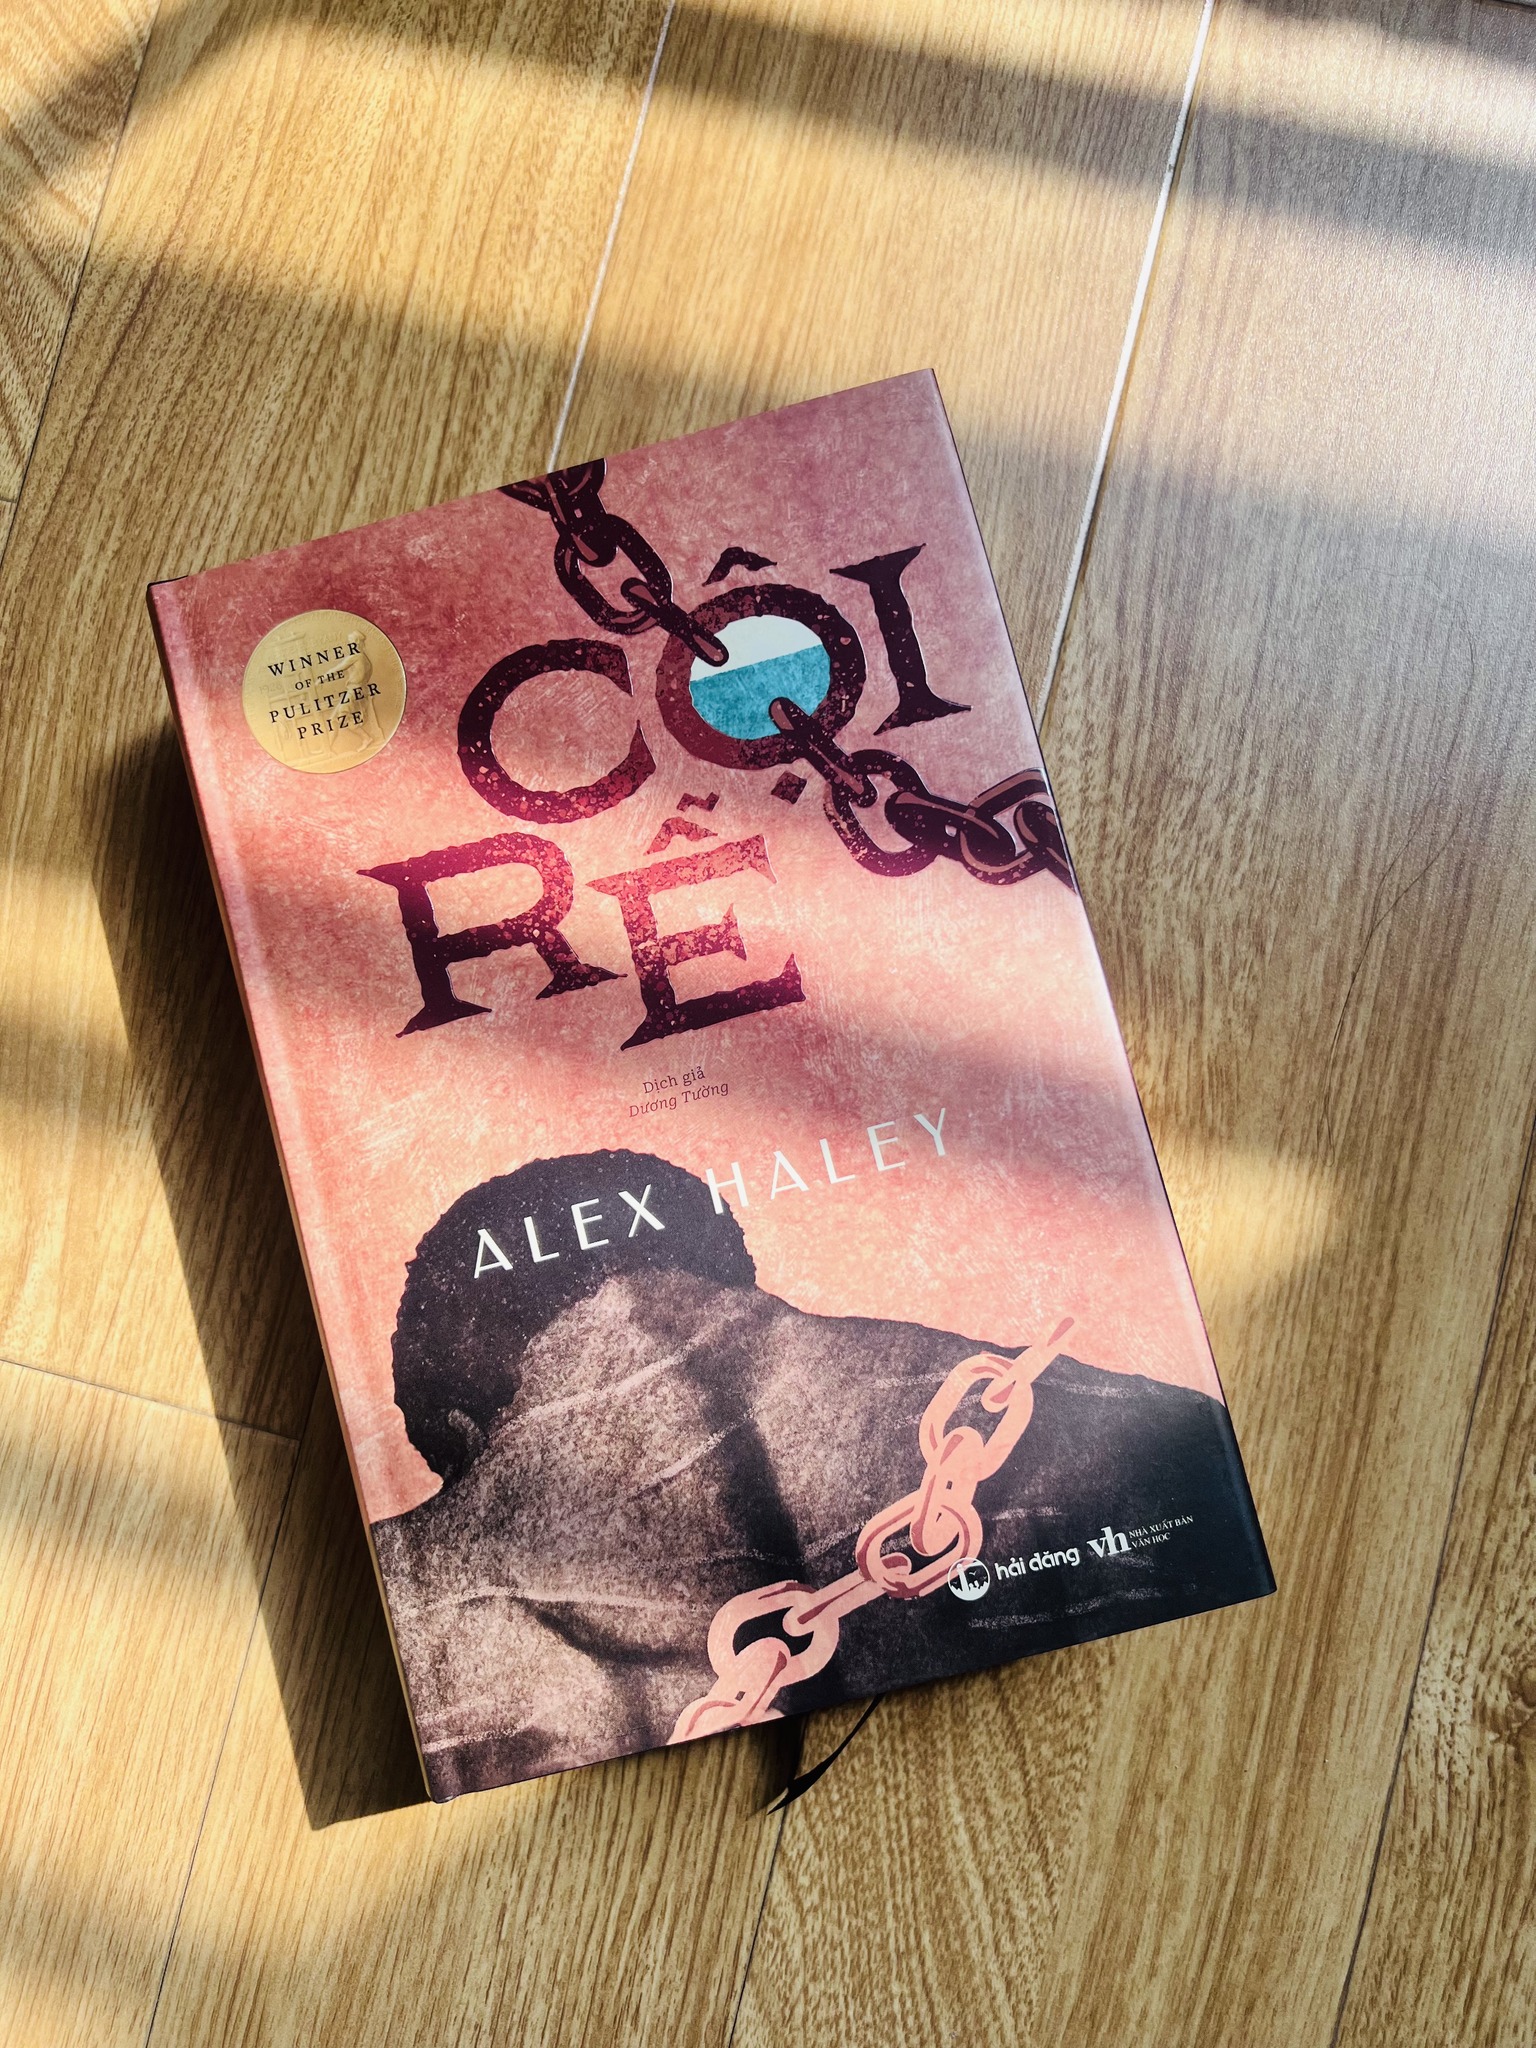 WINNER
OF THE
PULITZER
PRIZE
CỘI
RỄ
Dịch giả
Dương Tường
ALEX HALEY
hải đăng
vh
NHÀ XUẤT BẢN
VĂN HỌC